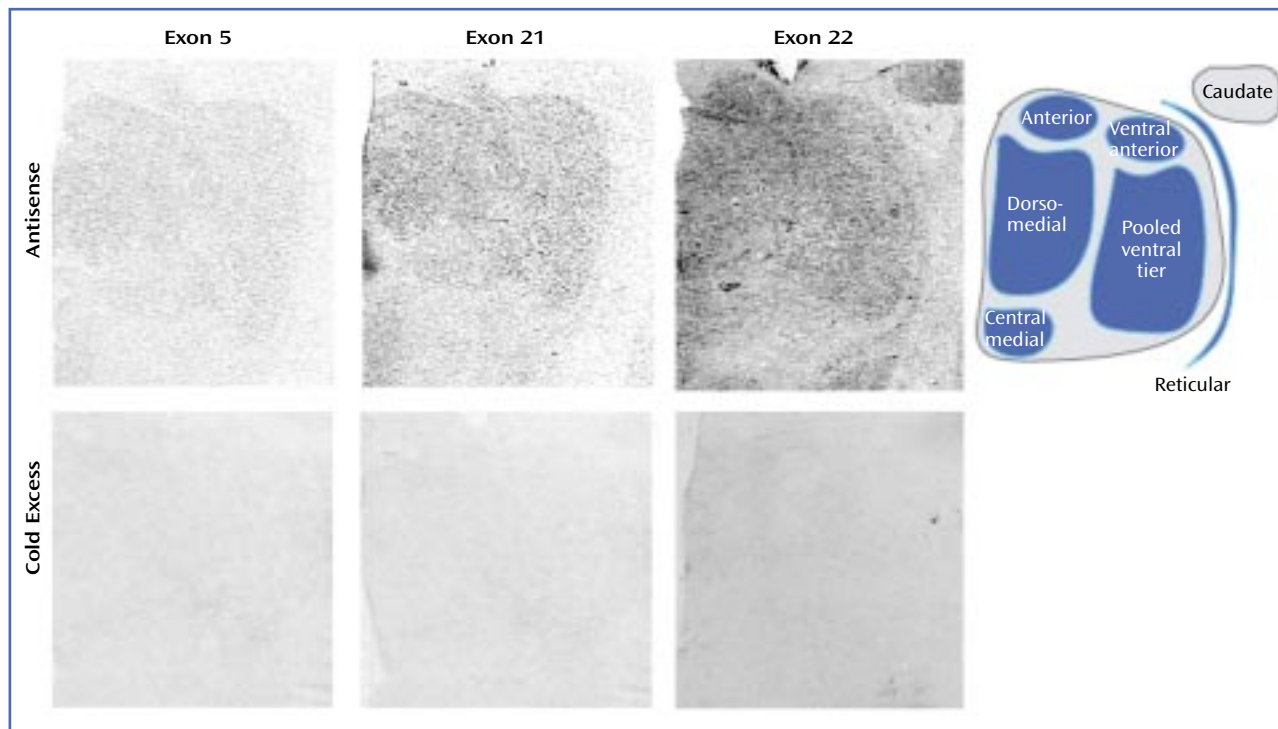 Exon 5
Exon 21
Exon 22
Antisense
Cold Excess
Caudate
Anterior
Ventral
anterior
Dorso-
medial
Pooled
ventral
tier
Central
medial
Reticular